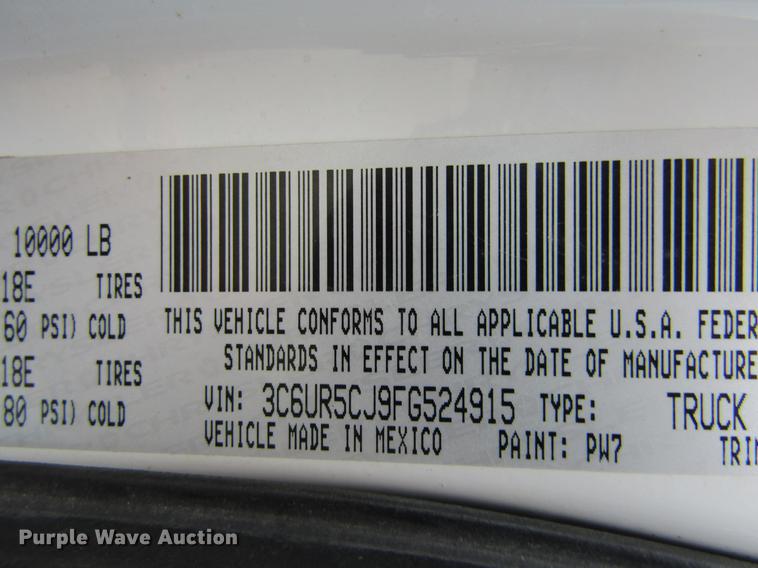 10000 LB
18E TIRES
60 PSI) COLD
18E TIRES
80 PSI) COLD
THIS VEHICLE CONFORMS TO ALL APPLICABLE U.S.A. FEDER
STANDARDS IN EFFECT ON THE DATE OF MANUFACTURE
VIN: 3C6UR5CJ9FG524915 TYPE: TRUCK
VEHICLE MADE IN MEXICO PAINT: PW7 TRI
Purple Wave Auction